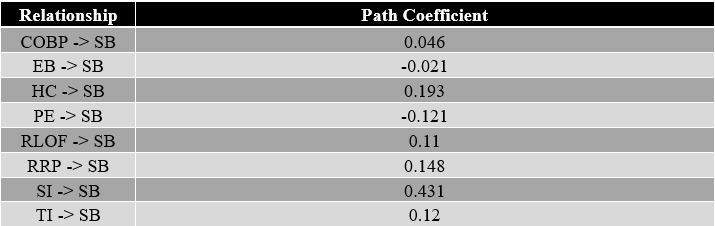 Relationship Path Coefficient
COBP -> SB 0.046
EB -> SB -0.021
HC -> SB 0.193
PE -> SB -0.121
RLOF -> SB 0.11
RRP -> SB 0.148
SI -> SB 0.431
TI -> SB 0.12